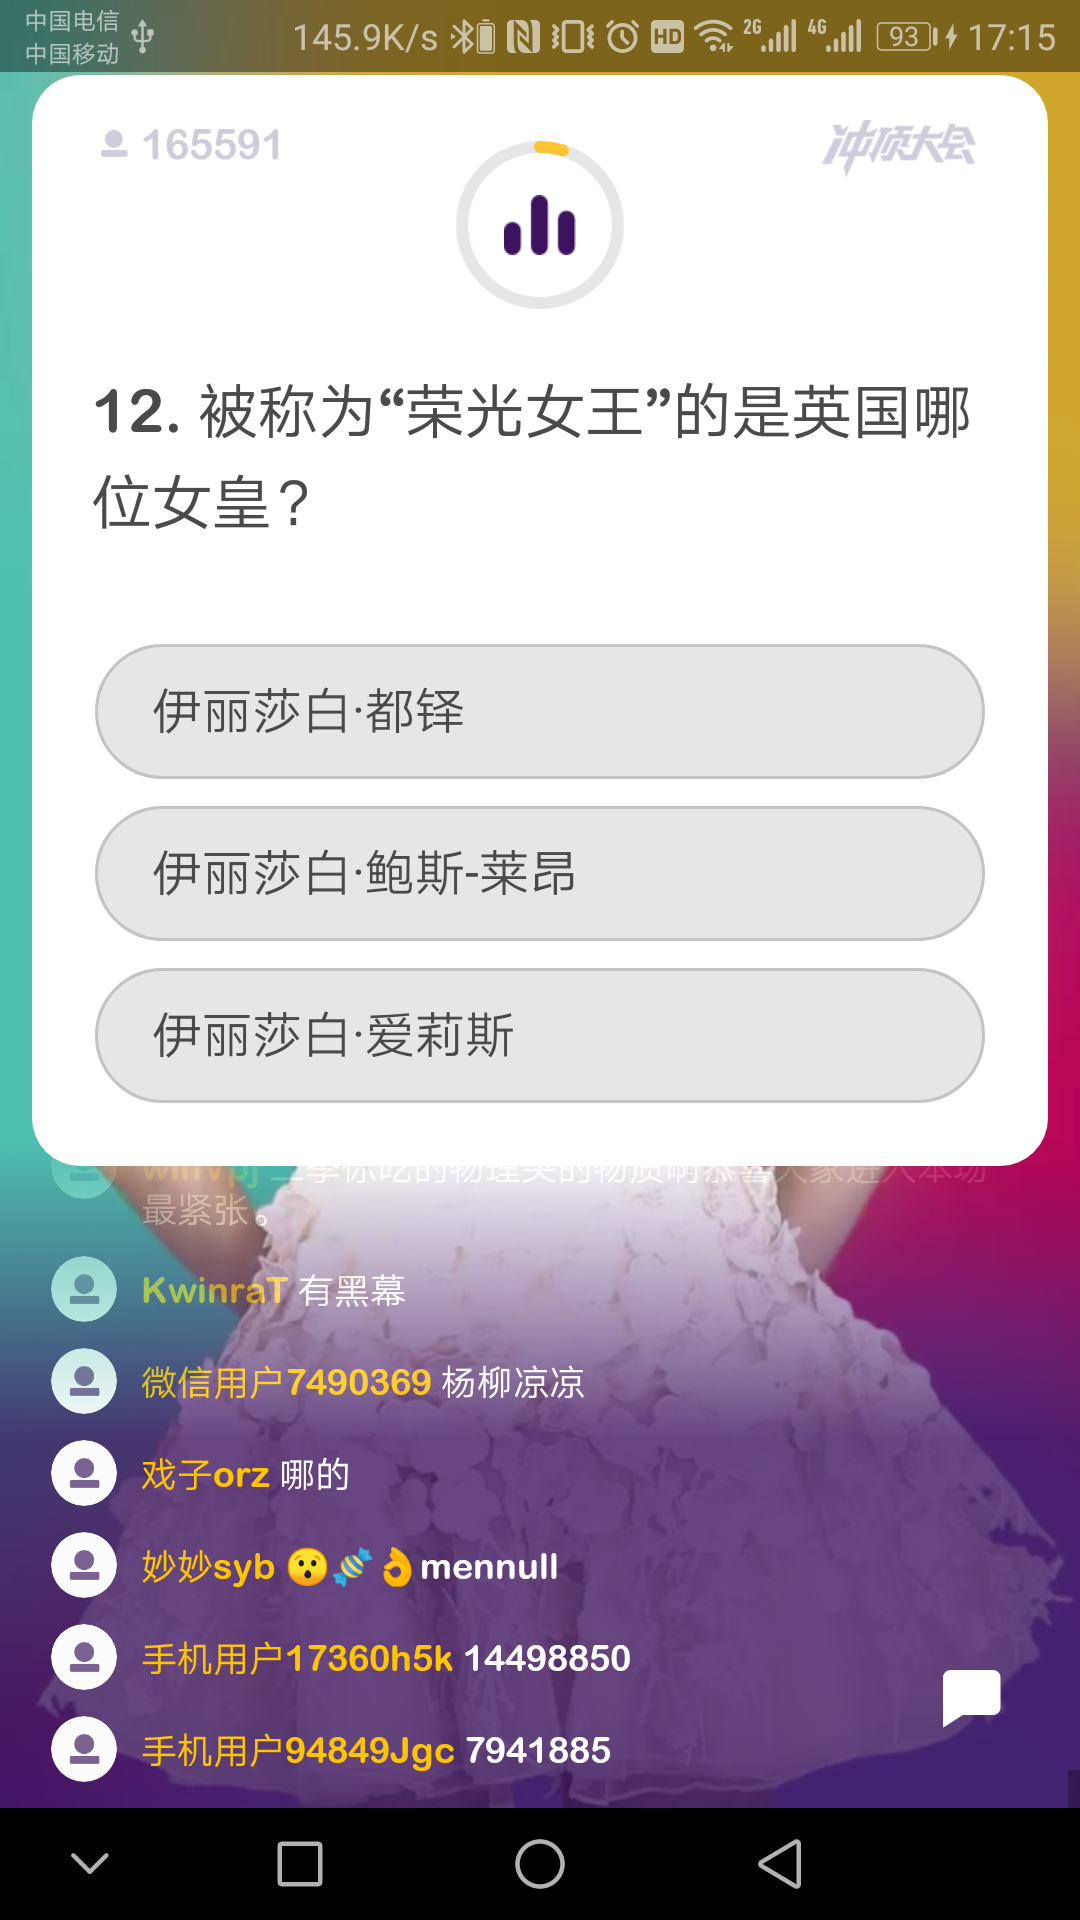 中国电信
中国移动
145.9K/s
HD
2G
4G
93
17:15
165591
冲顶大会
12. 被称为“荣光女王”的是英国哪
位女皇？
伊丽莎白·都铎
伊丽莎白·鲍斯-莱昂
伊丽莎白·爱莉斯
最紧张。
KwinraT 有黑幕
微信用户7490369 杨柳凉凉
戏子orz 哪的
妙妙syb 😯🍬👌mennull
手机用户17360h5k 14498850
手机用户94849Jgc 7941885